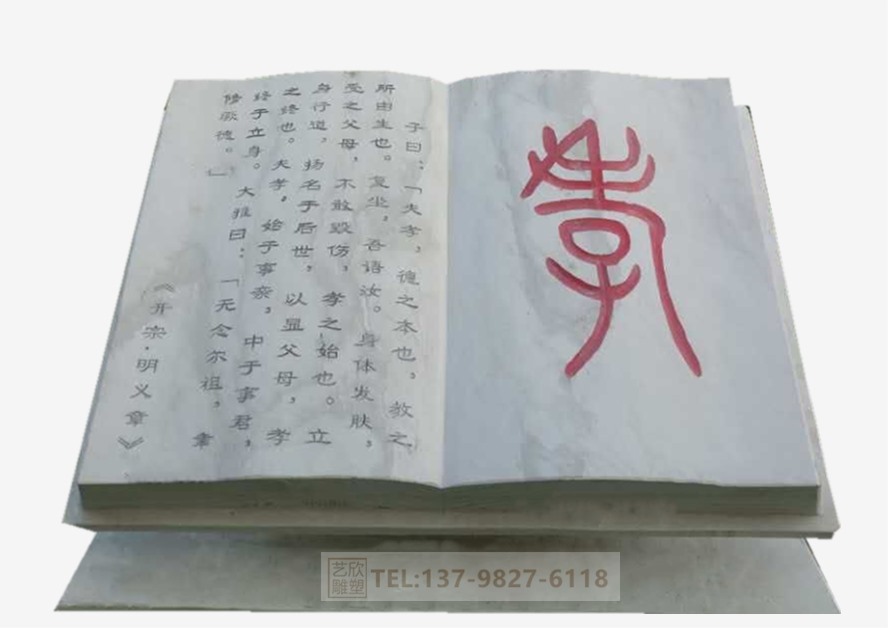 孝
子曰：「夫孝，德之本也，教之
所由生也。复坐，吾语汝。身体发肤，
受之父母，不敢毁伤，孝之始也。立
身行道，扬名于后世，以显父母，孝
之终也。夫孝，始于事亲，中于事君，
终于立身。大雅曰：「无念尔祖，聿
修厥德。」
《开宗·明义章》
艺欣雕塑
TEL:137-9827-6118